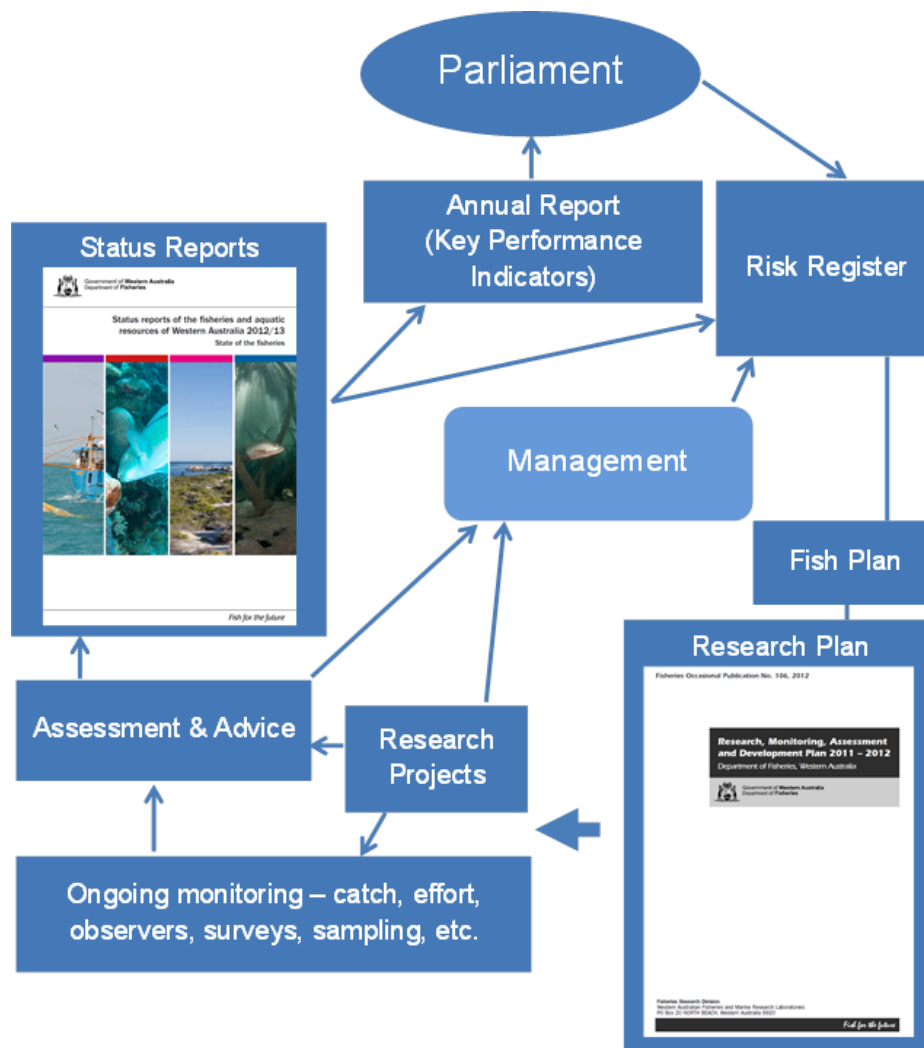 Parliament
Annual Report
(Key Performance
Indicators)
Risk Register
Status Reports
Government of Western Australia
Department of Fisheries
Status reports of the fisheries and aquatic
resources of Western Australia 2012/13
State of the fisheries
Fish for the future
Management
Fish Plan
Research Plan
Fisheries Occasional Publication No. 106, 2012
Research, Monitoring, Assessment
and Development Plan 2011 – 2012
Department of Fisheries, Western Australia
Government of Western Australia
Department of Fisheries
Fisheries Research Division
Western Australian Fisheries and Marine Research Laboratories
PO Box 20 NORTH BEACH, Western Australia 6920
Fish for the future
Assessment & Advice
Research
Projects
Ongoing monitoring – catch, effort,
observers, surveys, sampling, etc.